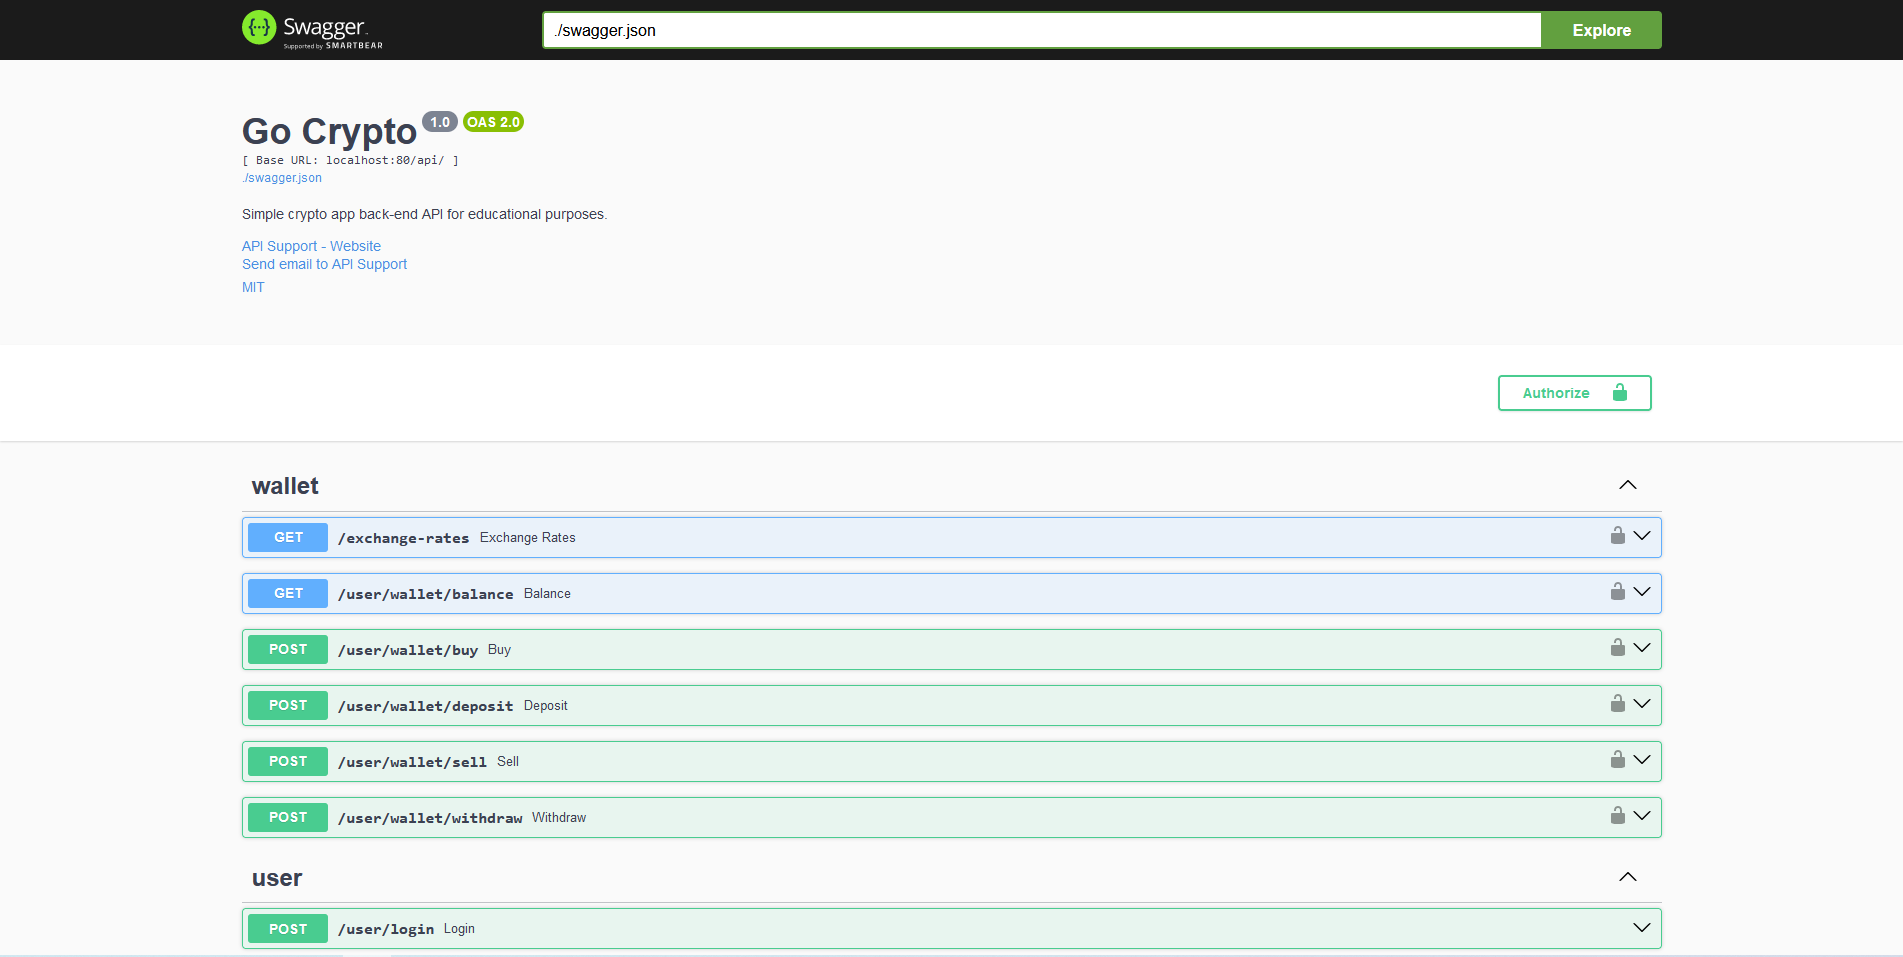 Swagger.
Supported by SMARTBEAR
./swagger.json
Explore
Go Crypto 1.0 OAS 2.0
[ Base URL: localhost:80/api/ ]
./swagger.json
Simple crypto app back-end API for educational purposes.
API Support - Website
Send email to API Support
MIT
Authorize
wallet
GET /exchange-rates Exchange Rates
GET /user/wallet/balance Balance
POST /user/wallet/buy Buy
POST /user/wallet/deposit Deposit
POST /user/wallet/sell Sell
POST /user/wallet/withdraw Withdraw
user
POST /user/login Login